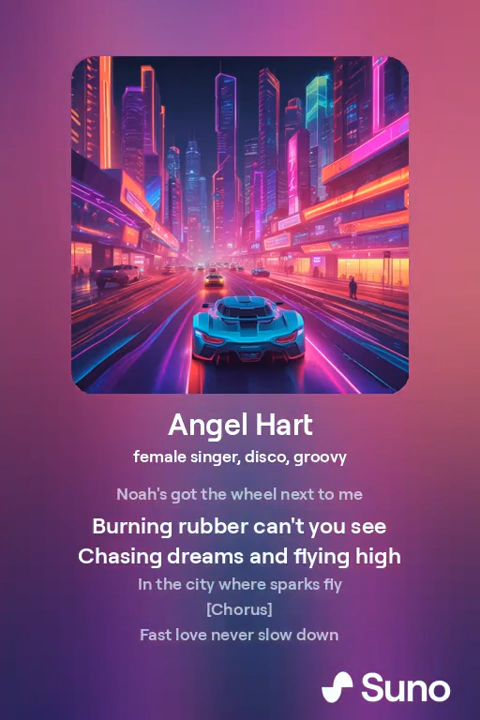 Angel Hart
female singer, disco, groovy
Noah's got the wheel next to me
Burning rubber can't you see
Chasing dreams and flying high
In the city where sparks fly
[Chorus]
Fast love never slow down
Suno